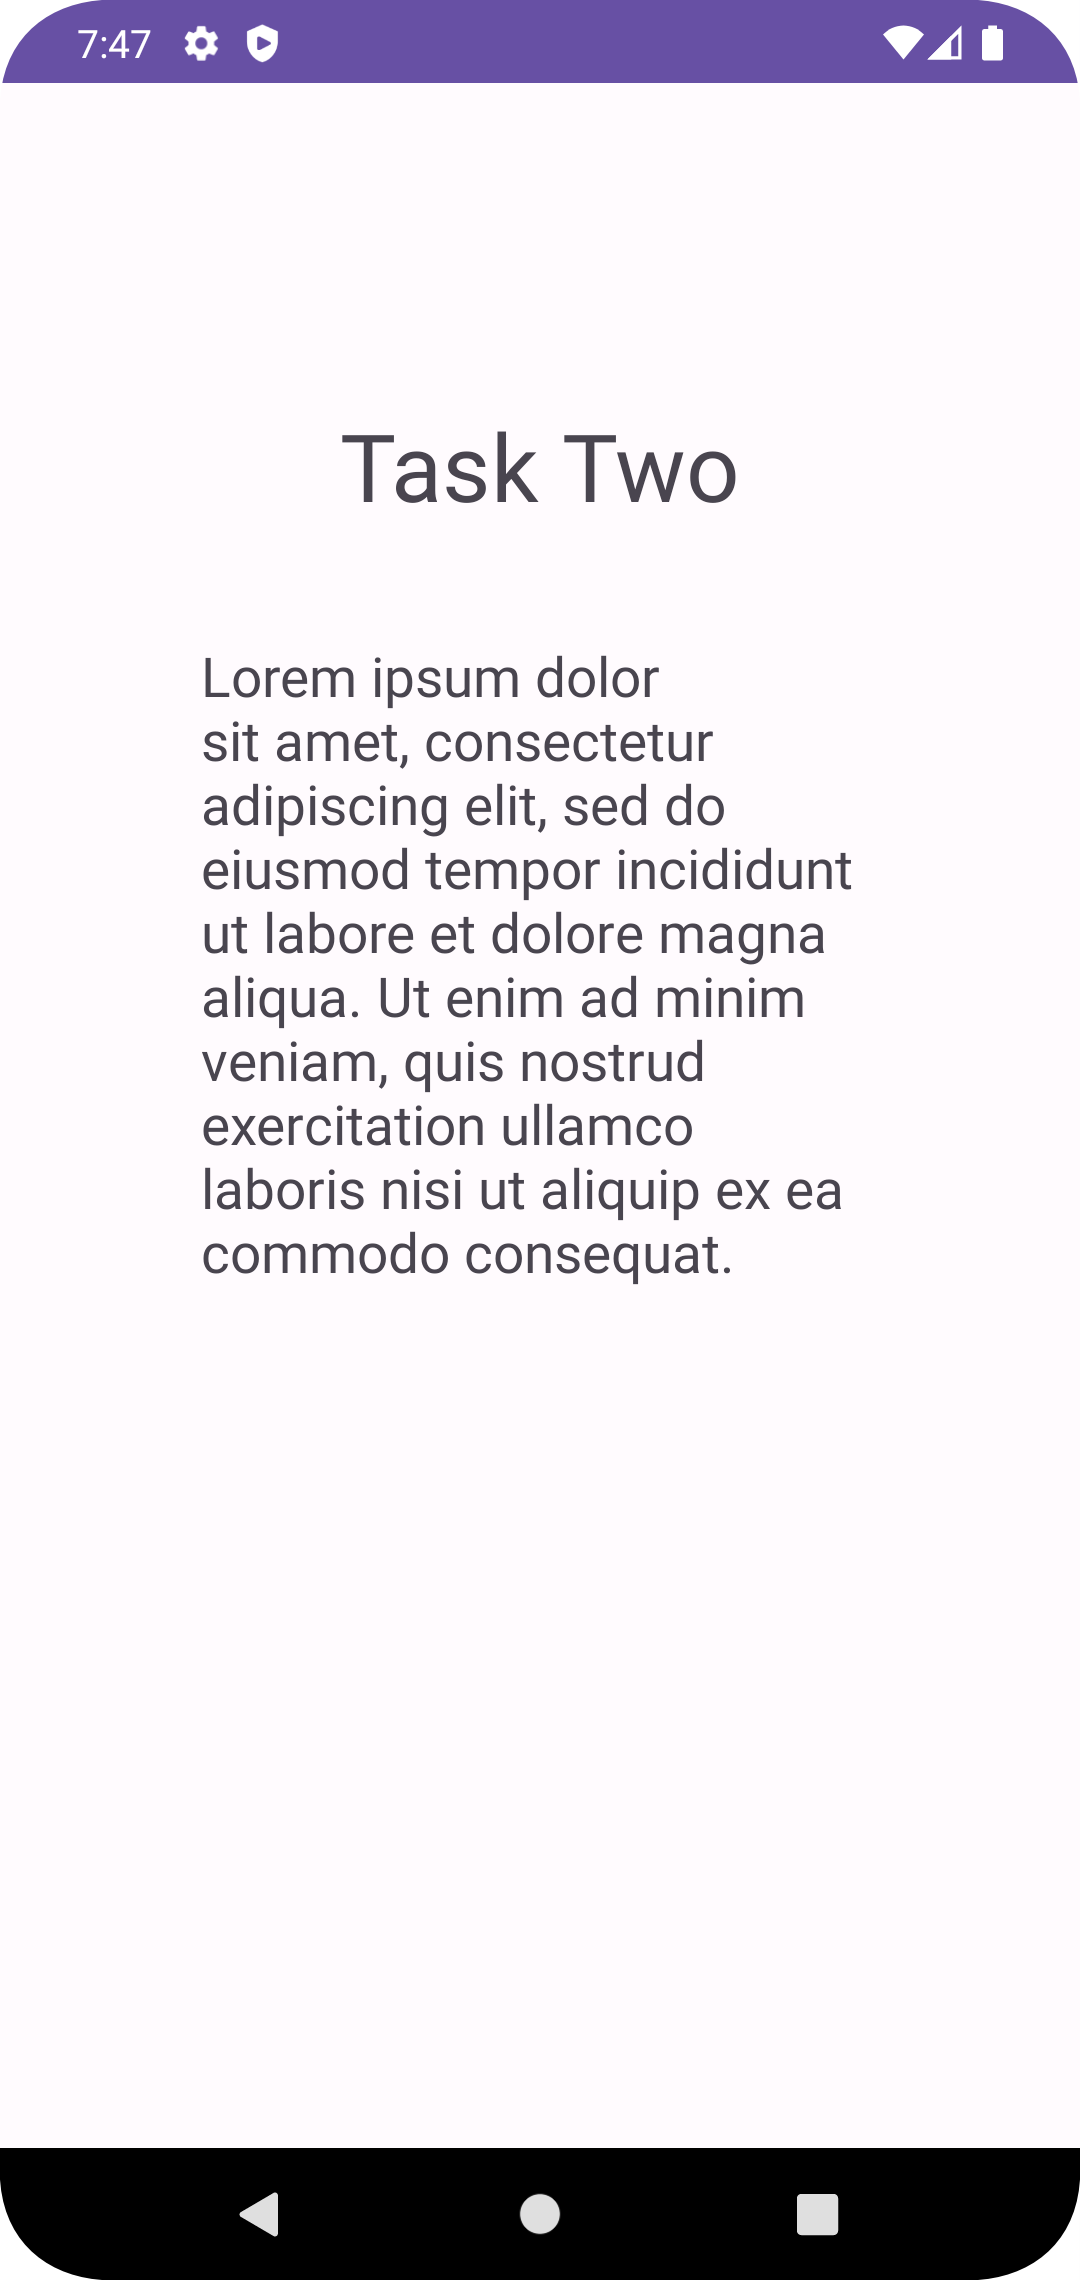 7:47
Task Two
Lorem ipsum dolor
sit amet, consectetur
adipiscing elit, sed do
eiusmod tempor incididunt
ut labore et dolore magna
aliqua. Ut enim ad minim
veniam, quis nostrud
exercitation ullamco
laboris nisi ut aliquip ex ea
commodo consequat.